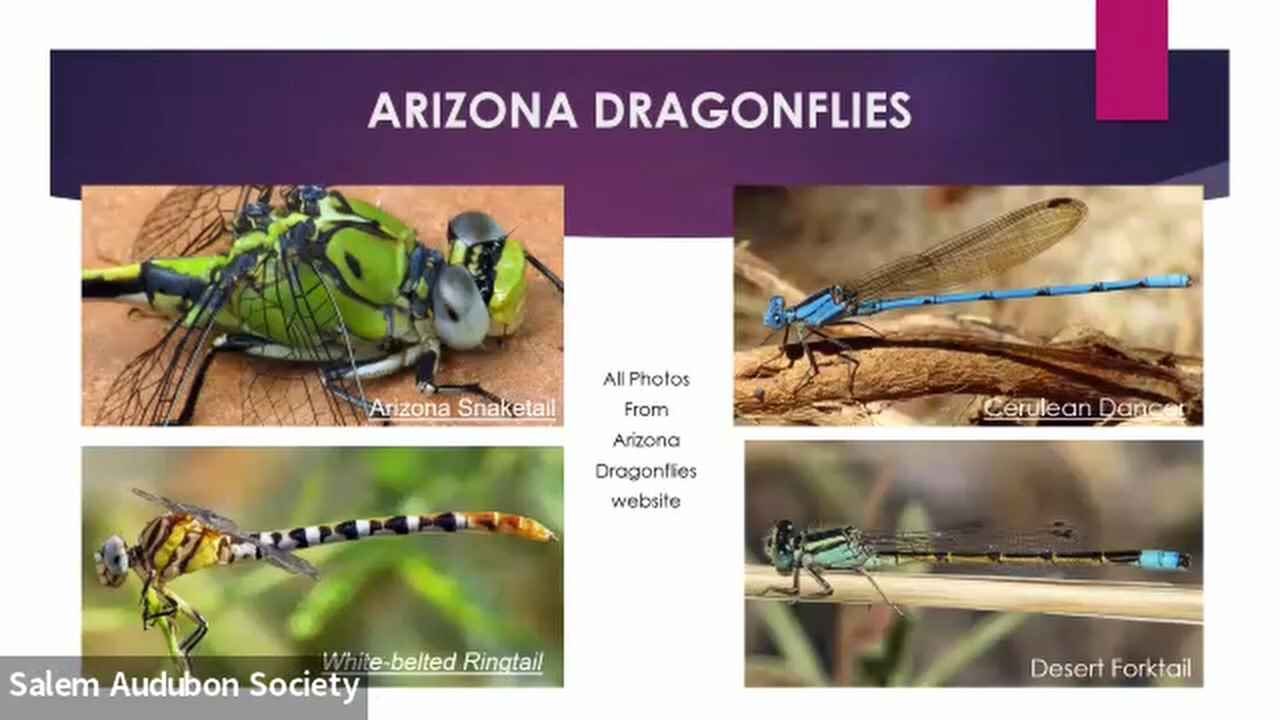 ARIZONA DRAGONFLIES
Arizona Snaketail
Cerulean Dancer
All Photos
From
Arizona
Dragonflies
website
White-belted Ringtail
Desert Forktail
Salem Audubon Society